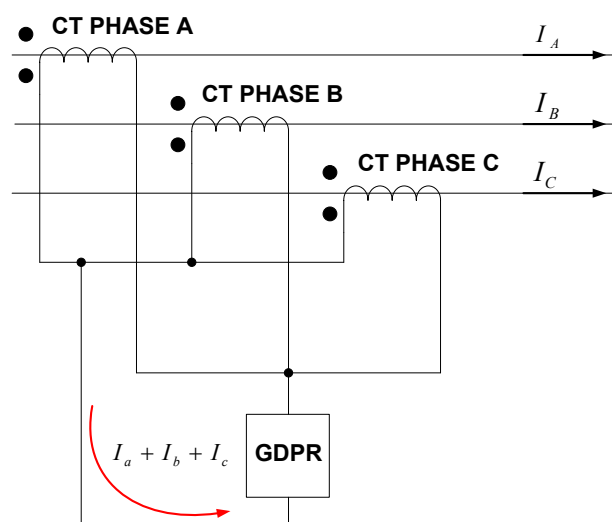 CT PHASE A
I_A
CT PHASE B
I_B
CT PHASE C
I_C
I_a + I_b + I_c
GDPR